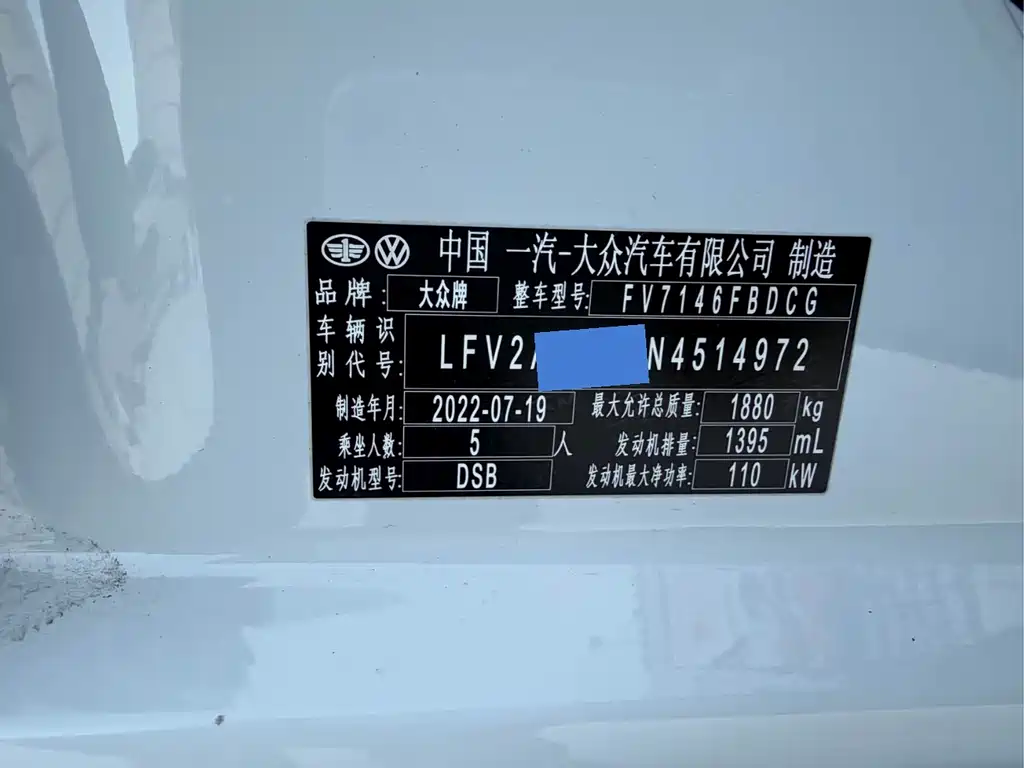 中国 一汽-大众汽车有限公司 制造
品牌: 大众牌 整车型号: FV7146FBDCG
车辆识别代号: LFV2 N4514972
制造年月: 2022-07-19 最大允许总质量: 1880 kg
乘坐人数: 5 人 发动机排量: 1395 mL
发动机型号: DSB 发动机最大净功率: 110 kW